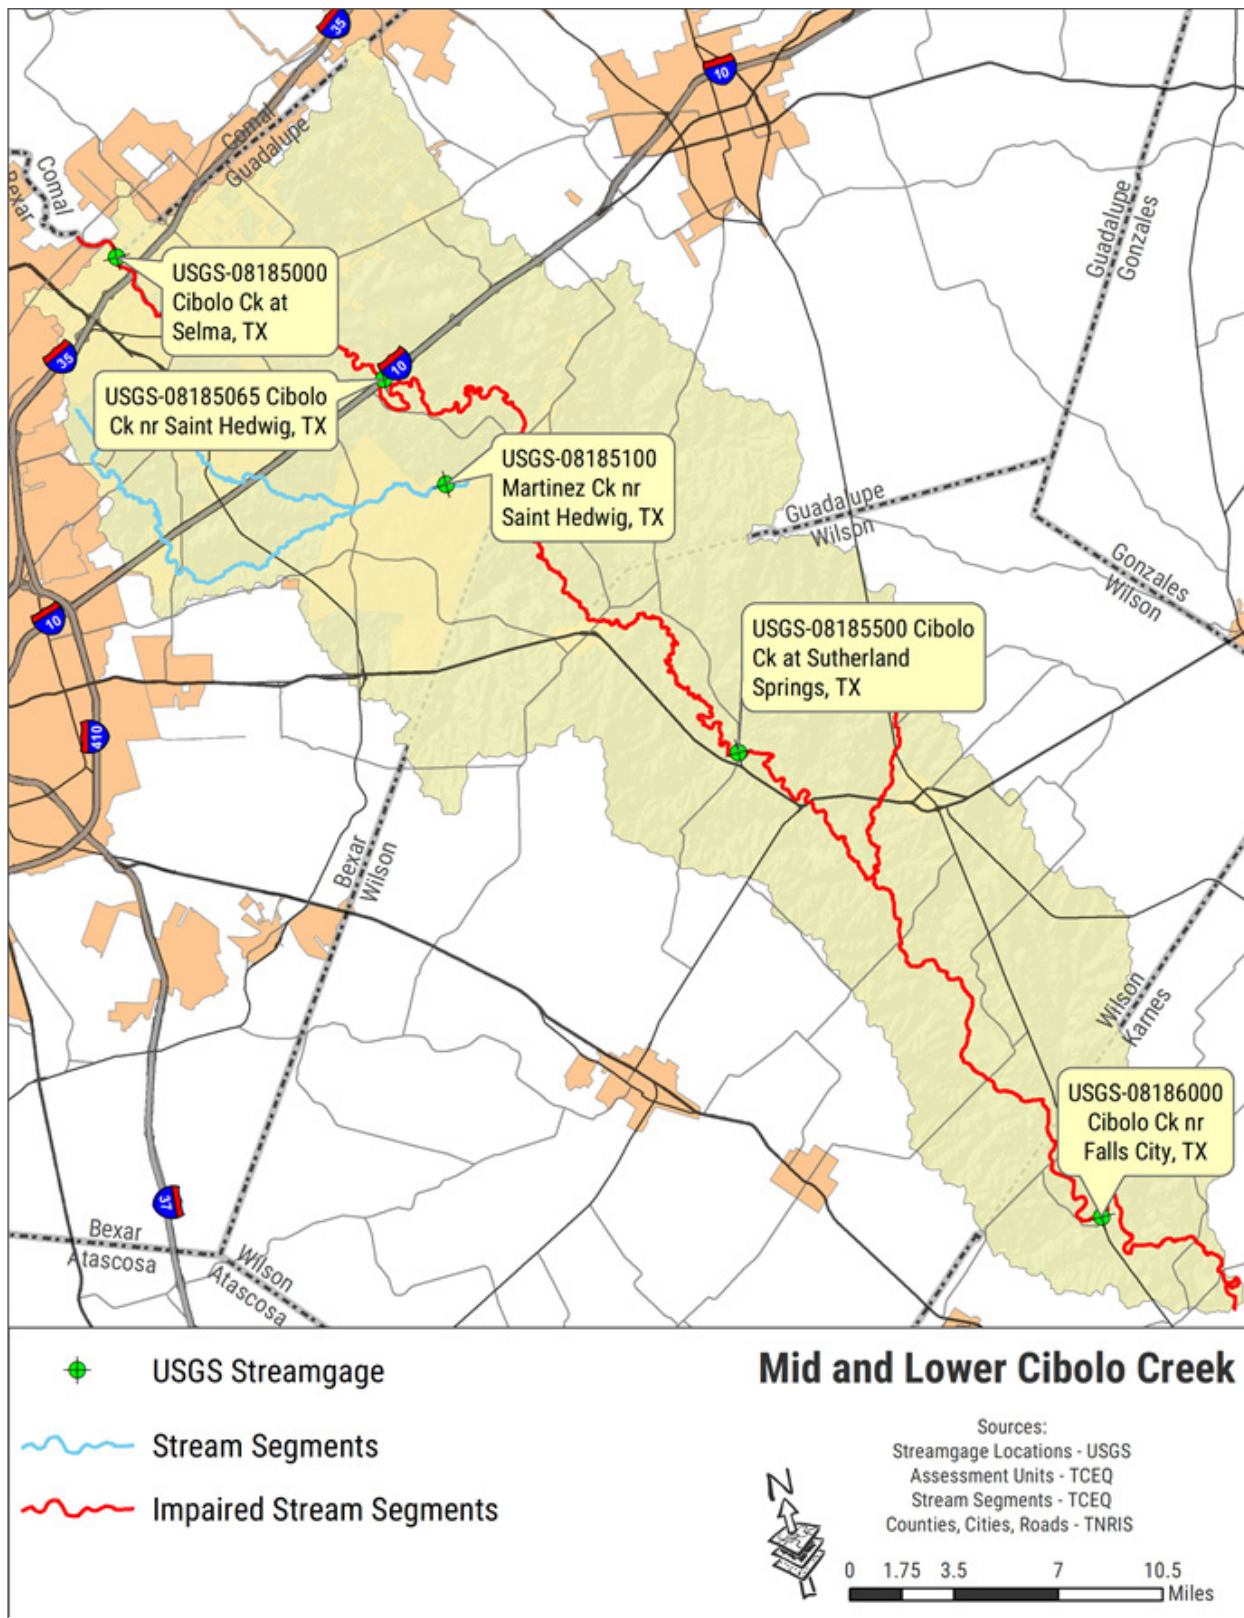 35
Comal
Guadalupe
10
Comal
Bexar
Guadalupe
Gonzales
USGS-08185000
Cibolo Ck at
Selma, TX
35
10
USGS-08185065 Cibolo
Ck nr Saint Hedwig, TX
USGS-08185100
Martinez Ck nr
Saint Hedwig, TX
Guadalupe
Wilson
Gonzales
Wilson
10
USGS-08185500 Cibolo
Ck at Sutherland
Springs, TX
410
Bexar
Wilson
Wilson
Karnes
USGS-08186000
Cibolo Ck nr
Falls City, TX
37
Bexar
Atascosa
Wilson
Atascosa
USGS Streamgage
Stream Segments
Impaired Stream Segments
Mid and Lower Cibolo Creek
Sources:
Streamgage Locations - USGS
Assessment Units - TCEQ
Stream Segments - TCEQ
Counties, Cities, Roads - TNRIS
N
0 1.75 3.5 7 10.5
Miles